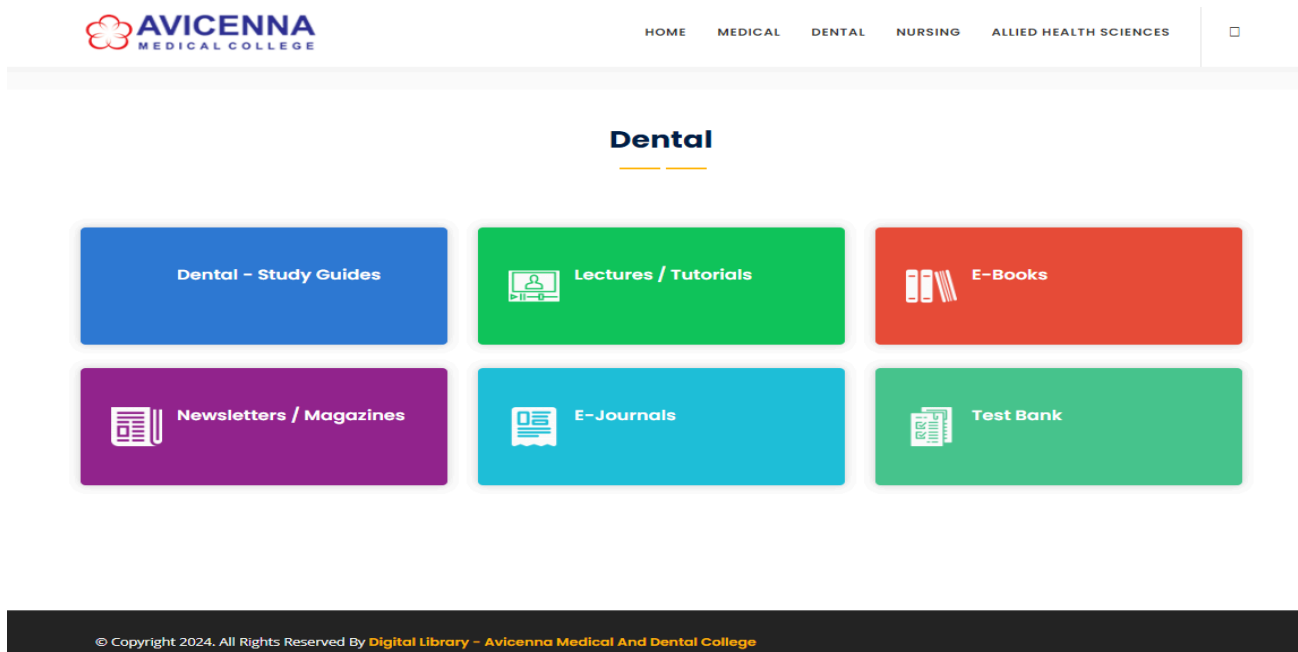 AVICENNA
MEDICAL COLLEGE
HOME MEDICAL DENTAL NURSING ALLIED HEALTH SCIENCES
Dental
Dental - Study Guides
Lectures / Tutorials
E-Books
Newsletters / Magazines
E-Journals
Test Bank
© Copyright 2024. All Rights Reserved By Digital Library - Avicenna Medical And Dental College